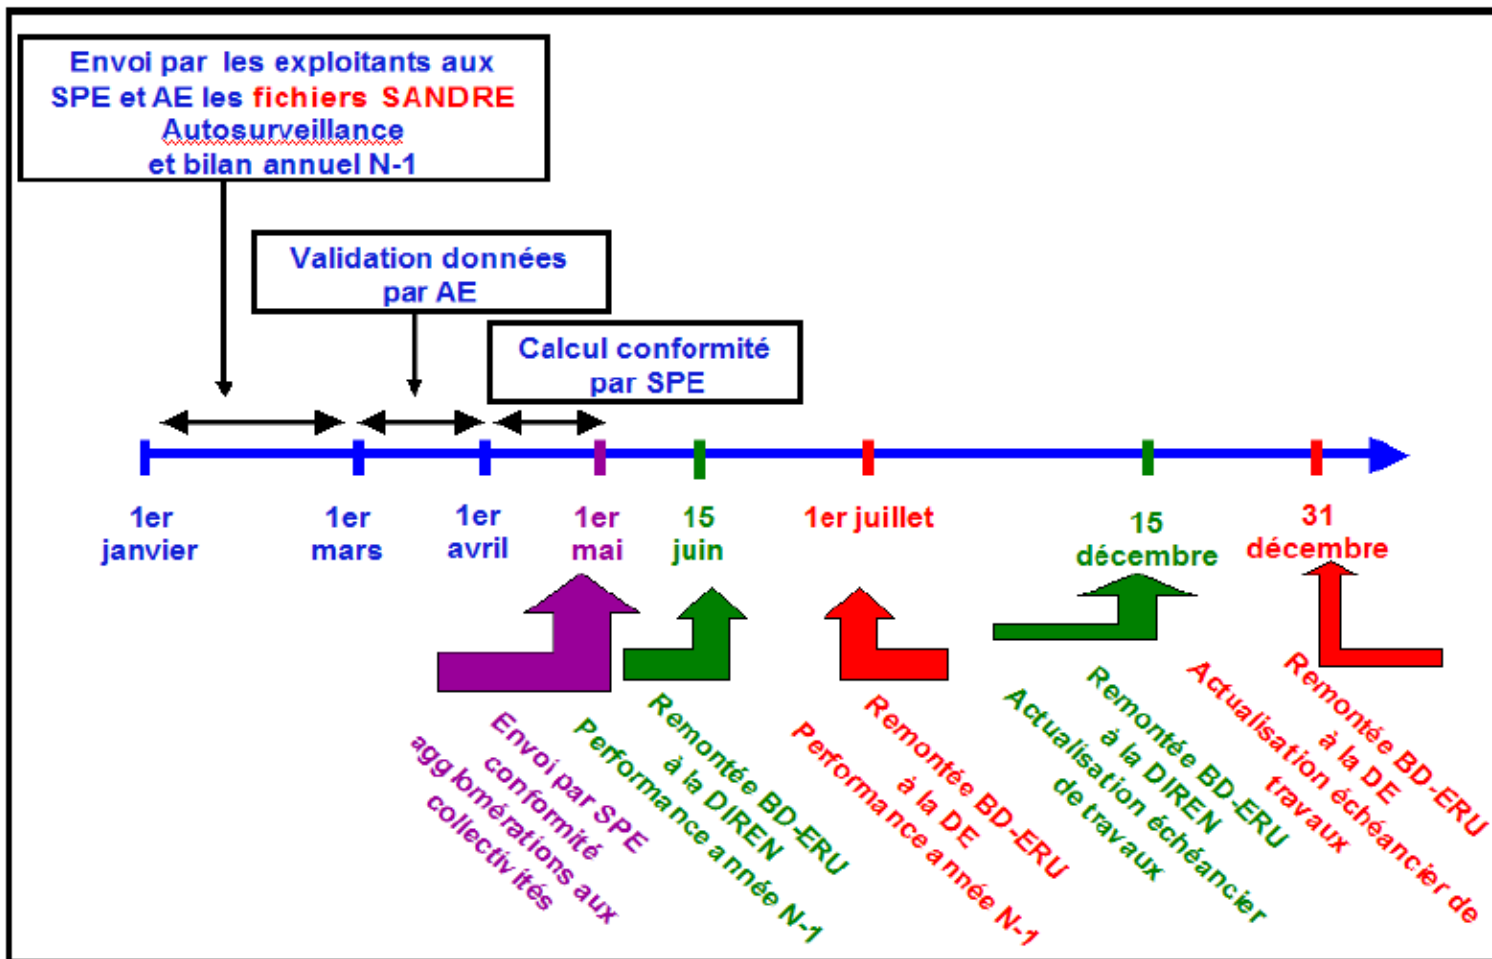 Envoi par les exploitants aux
SPE et AE les fichiers SANDRE
Autosurveillance
et bilan annuel N-1
Validation données
par AE
Calcul conformité
par SPE
1er
janvier
1er
mars
1er
avril
1er
mai
15
juin
1er juillet
15
décembre
31
décembre
Envoi par SPE
conformité
agglomérations aux
collectivités
Remontée BD-ERU
à la DIREN
Performance année N-1
Remontée BD-ERU
à la DE
Performance année N-1
Remontée BD-ERU
à la DIREN
Actualisation échéancier
de travaux
Remontée BD-ERU
à la DE
Actualisation échéancier de
travaux